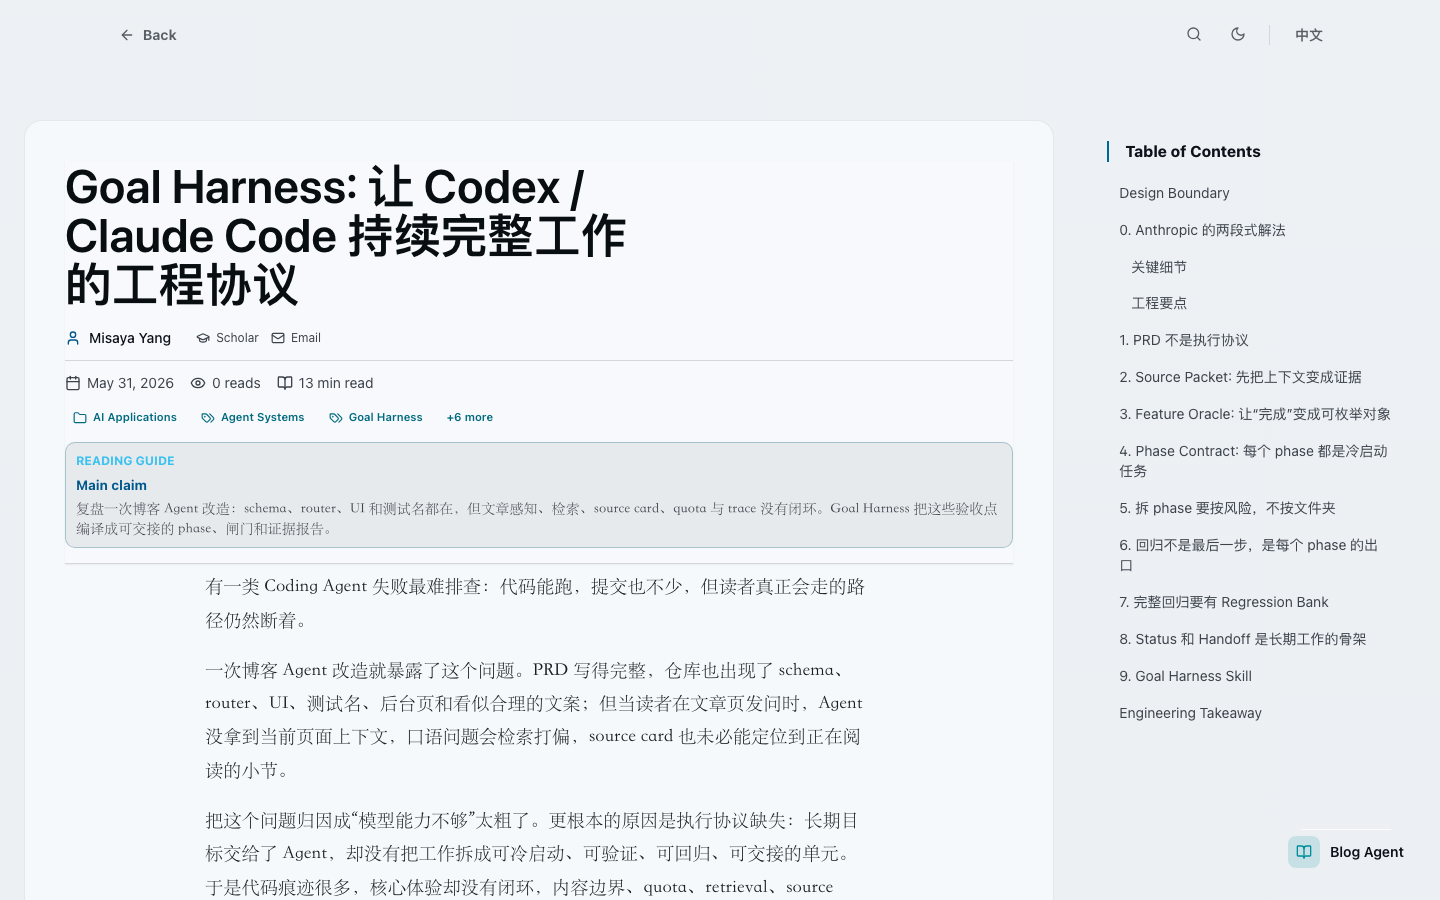 Back
中文
Goal Harness: 让 Codex /
Claude Code 持续完整工作
的工程协议
Misaya Yang Scholar Email
May 31, 2026 0 reads 13 min read
AI Applications Agent Systems Goal Harness +6 more
READING GUIDE
Main claim
复盘一次博客 Agent 改造：schema、router、UI 和测试名都在，但文章感知、检索、source card、quota 与 trace 没有闭环。Goal Harness 把这些验收点
编译成可交接的 phase、闸门和证据报告。
有一类 Coding Agent 失败最难排查：代码能跑，提交也不少，但读者真正会走的路
径仍然断着。
一次博客 Agent 改造就暴露了这个问题。PRD 写得完整，仓库也出现了 schema、
router、UI、测试名、后台页和看似合理的文案；但当读者在文章页发问时，Agent
没拿到当前页面上下文，口语问题会检索打偏，source card 也未必能定位到正在阅
读的小节。
把这个问题归因成“模型能力不够”太粗了。更根本的原因是执行协议缺失：长期目
标交给了 Agent，却没有把工作拆成可冷启动、可验证、可回归、可交接的单元。
于是代码痕迹很多，核心体验却没有闭环，内容边界、quota、retrieval、source
Table of Contents
Design Boundary
0. Anthropic 的两段式解法
关键细节
工程要点
1. PRD 不是执行协议
2. Source Packet: 先把上下文变成证据
3. Feature Oracle: 让“完成”变成可枚举对象
4. Phase Contract: 每个 phase 都是冷启动
任务
5. 拆 phase 要按风险，不按文件夹
6. 回归不是最后一步，是每个 phase 的出
口
7. 完整回归要有 Regression Bank
8. Status 和 Handoff 是长期工作的骨架
9. Goal Harness Skill
Engineering Takeaway
Blog Agent